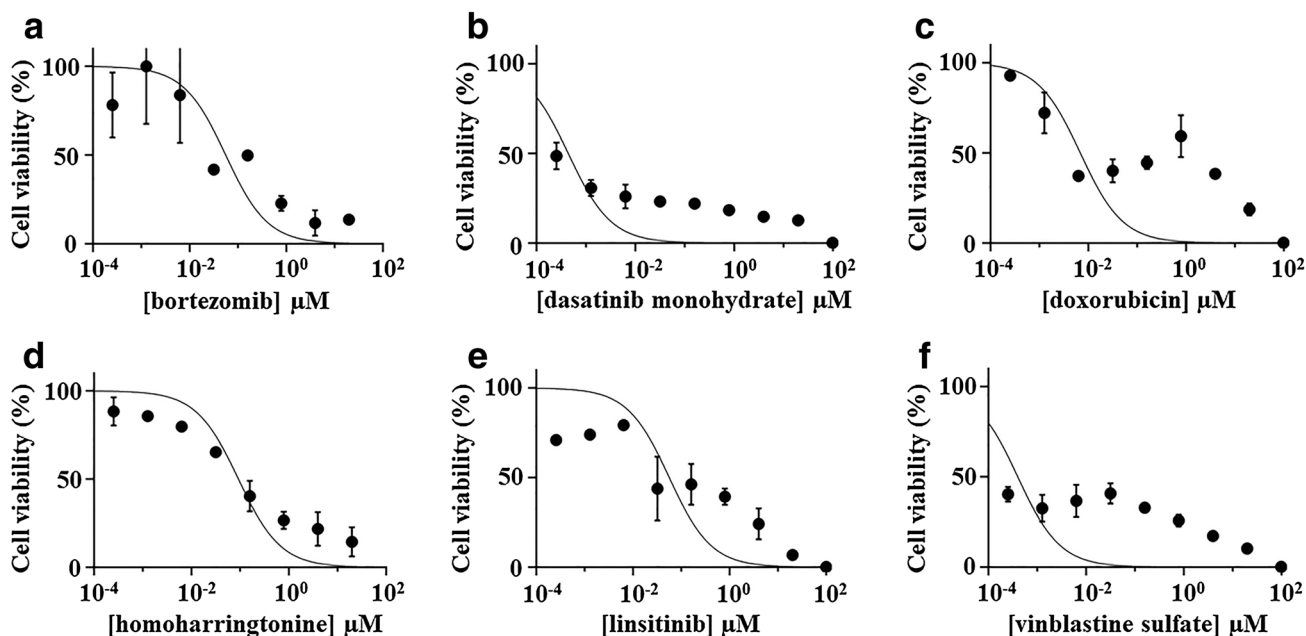 a
Cell viability (%)
100
50
0
10-4
10-2
100
102
[bortezomib] μM
b
Cell viability (%)
100
50
0
10-4
10-2
100
102
[dasatinib monohydrate] μM
c
Cell viability (%)
100
50
0
10-4
10-2
100
102
[doxorubicin] μM
d
Cell viability (%)
100
50
0
10-4
10-2
100
102
[homoharringtonine] μM
e
Cell viability (%)
100
50
0
10-4
10-2
100
102
[linsitinib] μM
f
Cell viability (%)
100
50
0
10-4
10-2
100
102
[vinblastine sulfate] μM